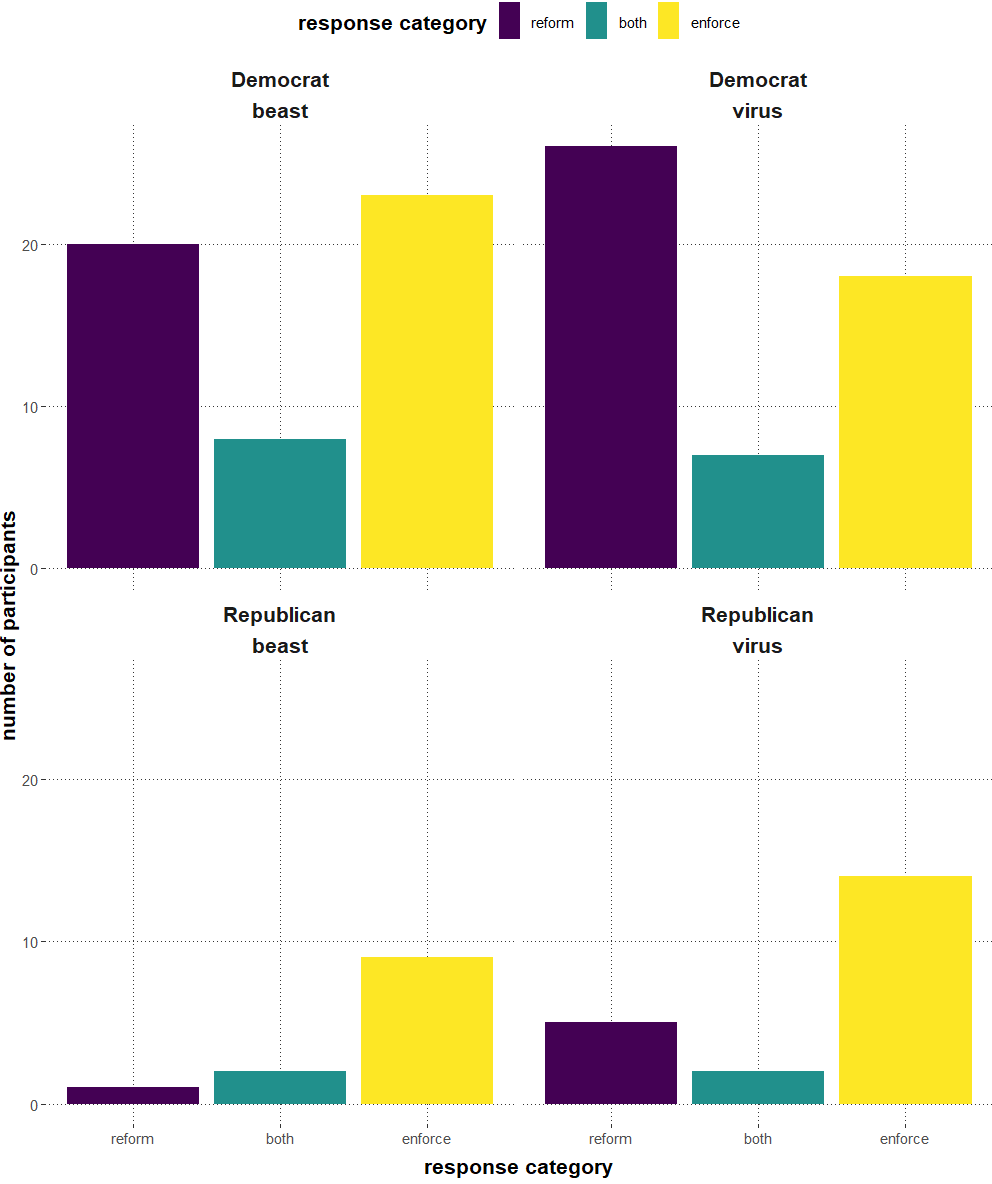 response category reform both enforce
Democrat
beast
Democrat
virus
20
10
0
number of participants
Republican
beast
Republican
virus
20
10
0
reform both enforce reform both enforce
response category